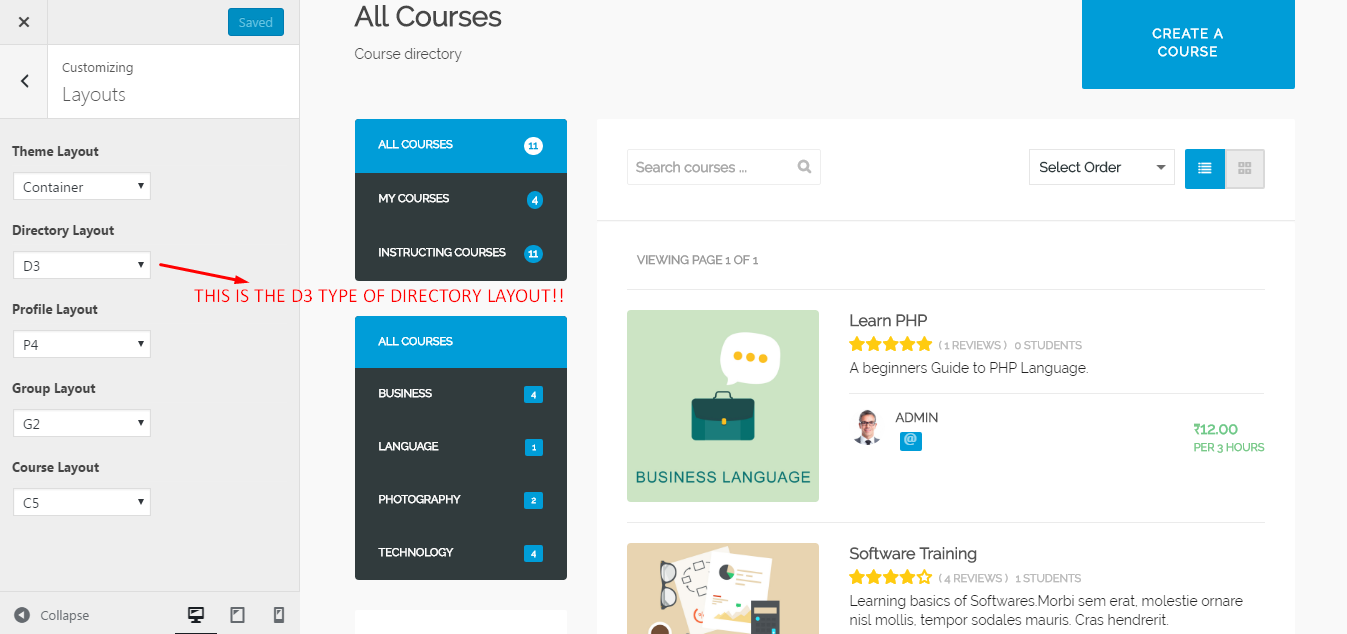 Saved
Customizing
Layouts
Theme Layout
Container
Directory Layout
D3
Profile Layout
P4
Group Layout
G2
Course Layout
C5
Collapse
THIS IS THE D3 TYPE OF DIRECTORY LAYOUT!!
All Courses
Course directory
CREATE A
COURSE
ALL COURSES 11
MY COURSES 4
INSTRUCTING COURSES 11
ALL COURSES
BUSINESS 4
LANGUAGE 1
PHOTOGRAPHY 2
TECHNOLOGY 4
Search courses ...
Select Order
VIEWING PAGE 1 OF 1
BUSINESS LANGUAGE
Learn PHP
( 1 REVIEWS ) 0 STUDENTS
A beginners Guide to PHP Language.
ADMIN
@
₹12.00
PER 3 HOURS
Software Training
( 4 REVIEWS ) 1 STUDENTS
Learning basics of Softwares.Morbi sem erat, molestie ornare
nisl mollis, tempor sodales mauris. Cras hendrerit.